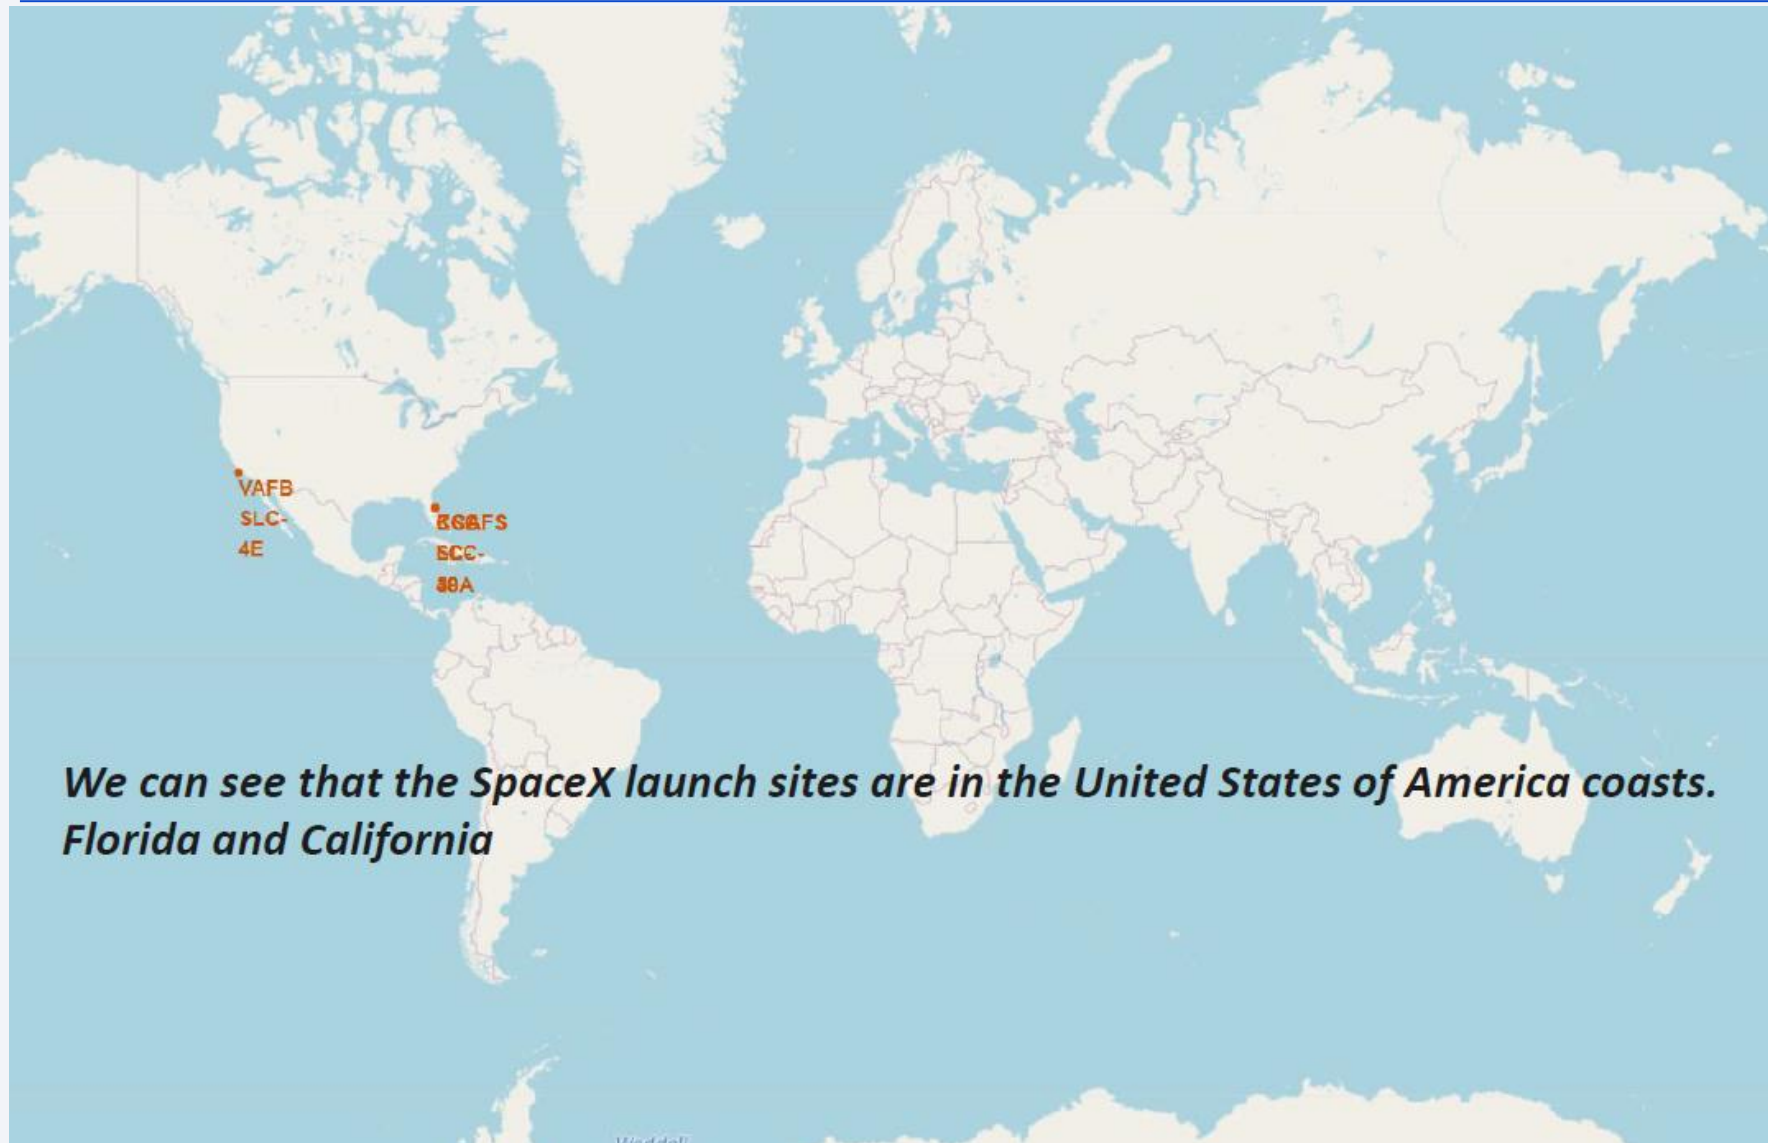 VAFB
SLC-
4E
We can see that the SpaceX launch sites are in the United States of America coasts.
Florida and California